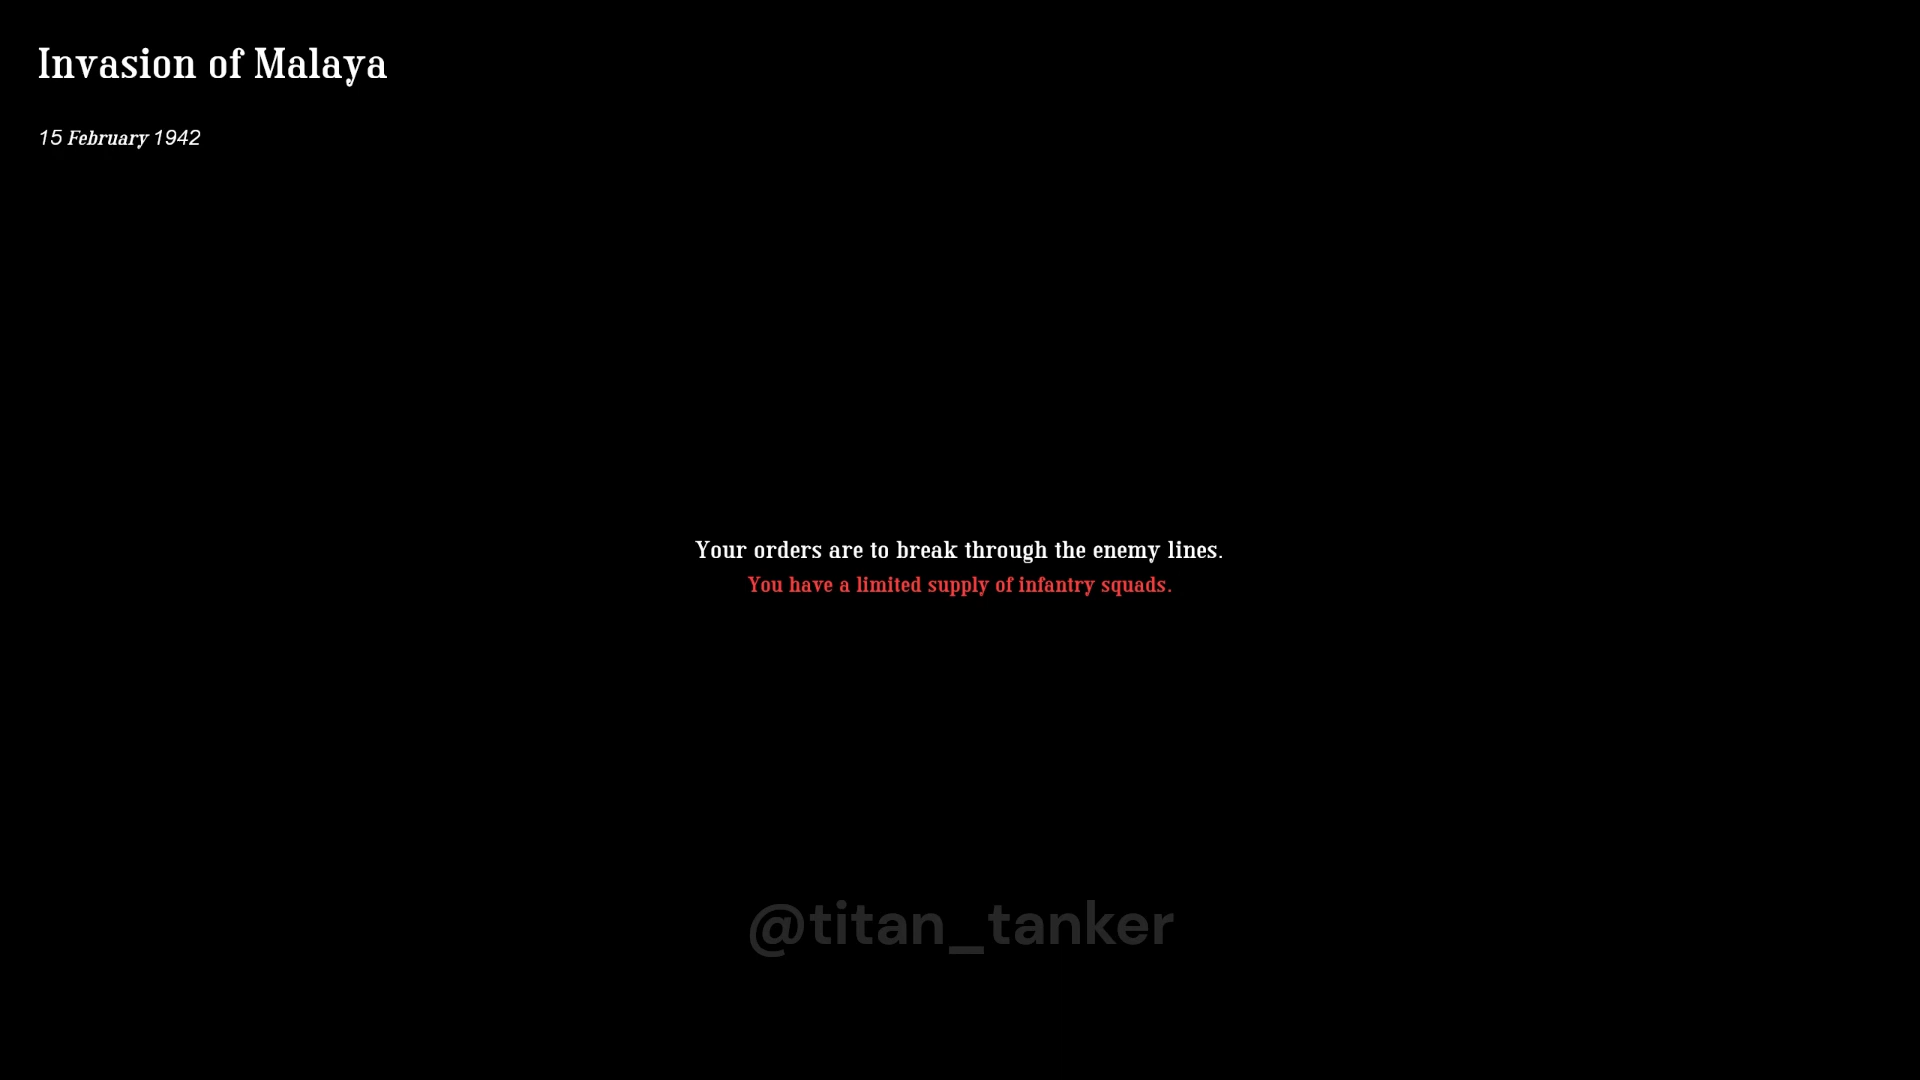 Invasion of Malaya
15 February 1942
Your orders are to break through the enemy lines.
You have a limited supply of infantry squads.
@titan_tanker